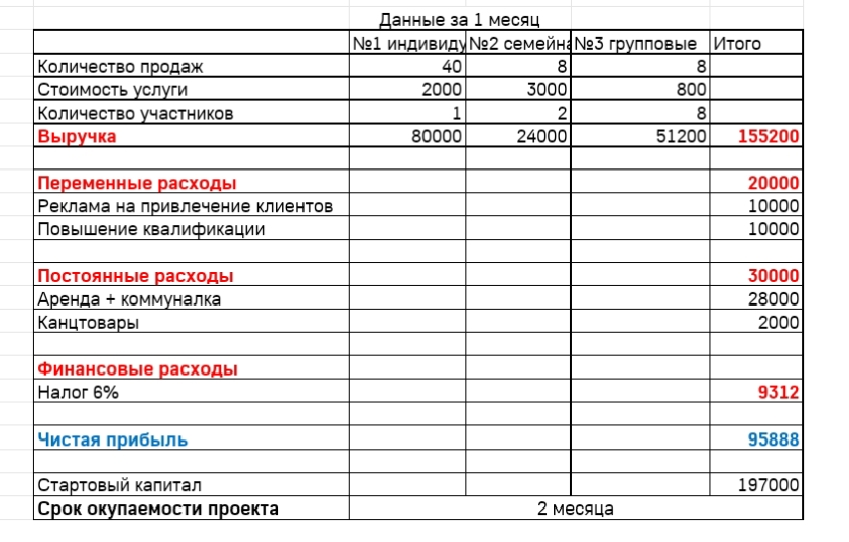 Данные за 1 месяц
№1 индивиду №2 семейна №3 групповые Итого
Количество продаж 40 8 8
Стоимость услуги 2000 3000 800
Количество участников 1 2 8
Выручка 80000 24000 51200 155200
Переменные расходы 20000
Реклама на привлечение клиентов 10000
Повышение квалификации 10000
Постоянные расходы 30000
Аренда + коммуналка 28000
Канцтовары 2000
Финансовые расходы
Налог 6% 9312
Чистая прибыль 95888
Стартовый капитал 197000
Срок окупаемости проекта 2 месяца